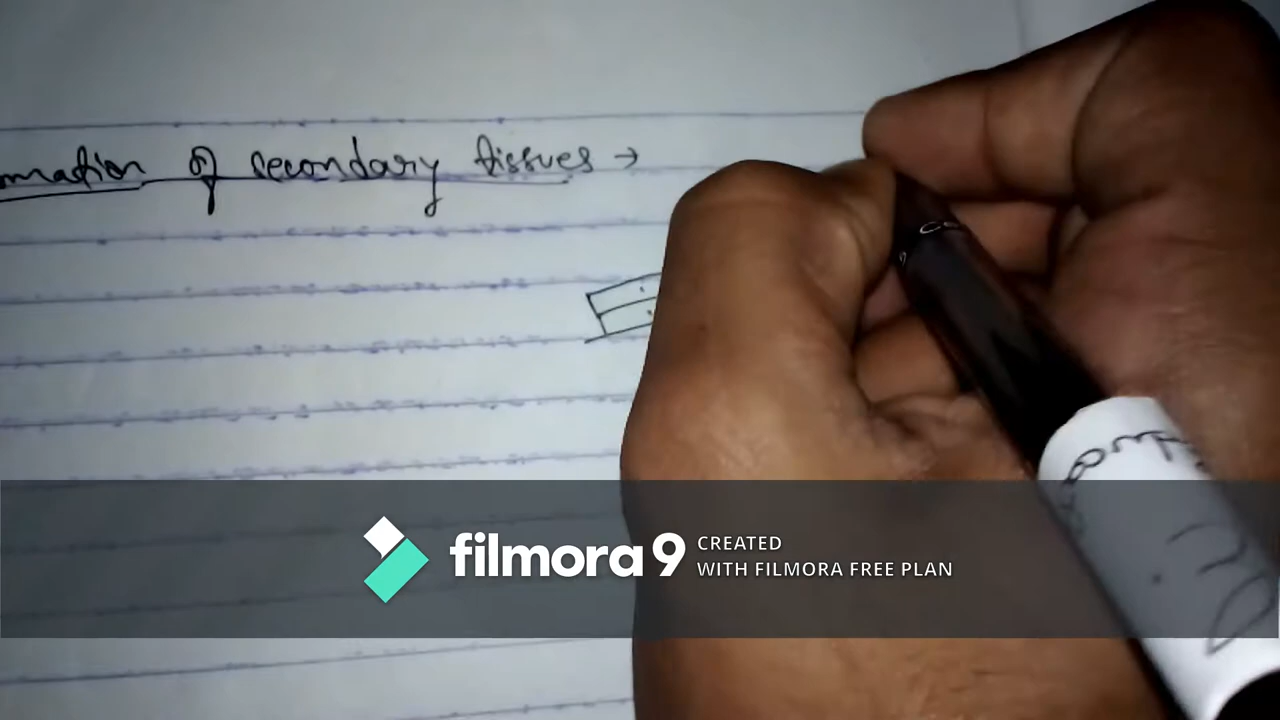 mation of secondary tissues →
filmora 9 CREATED
WITH FILMORA FREE PLAN